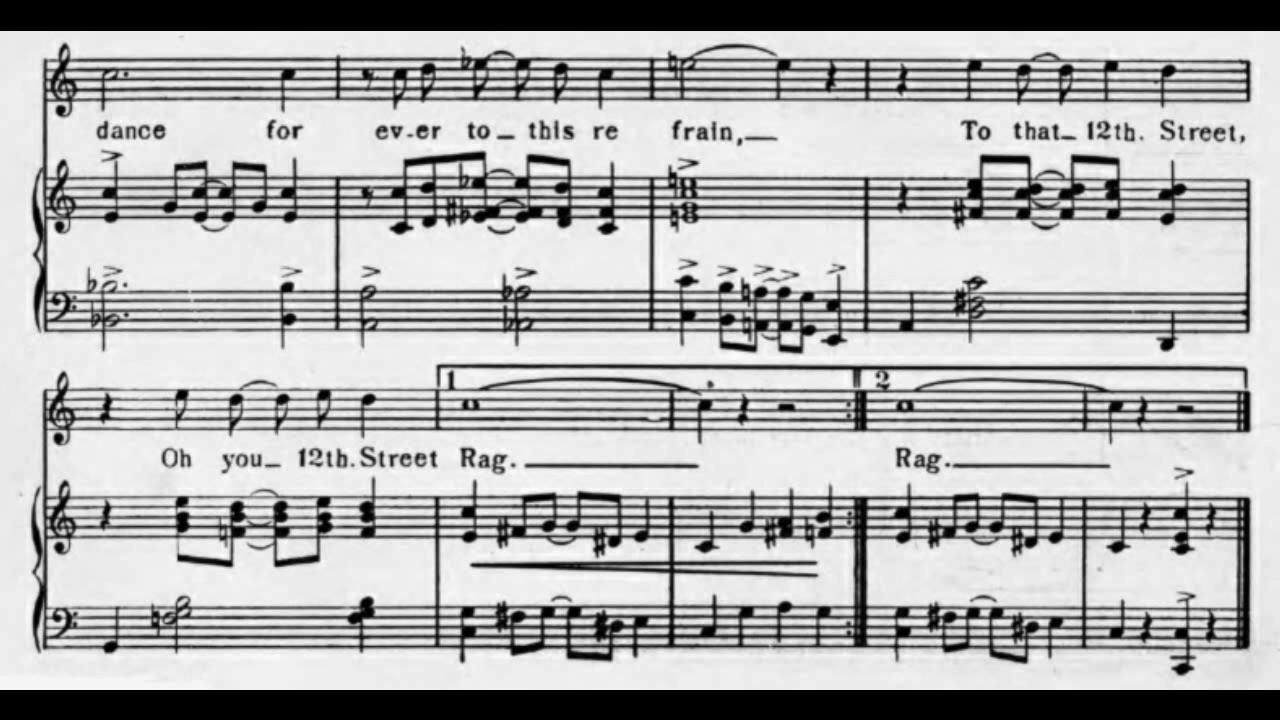 dance for ev-er to_ this re frain,_ To that_ 12th. Street,
1 2
Oh you_ 12th. Street Rag. Rag.